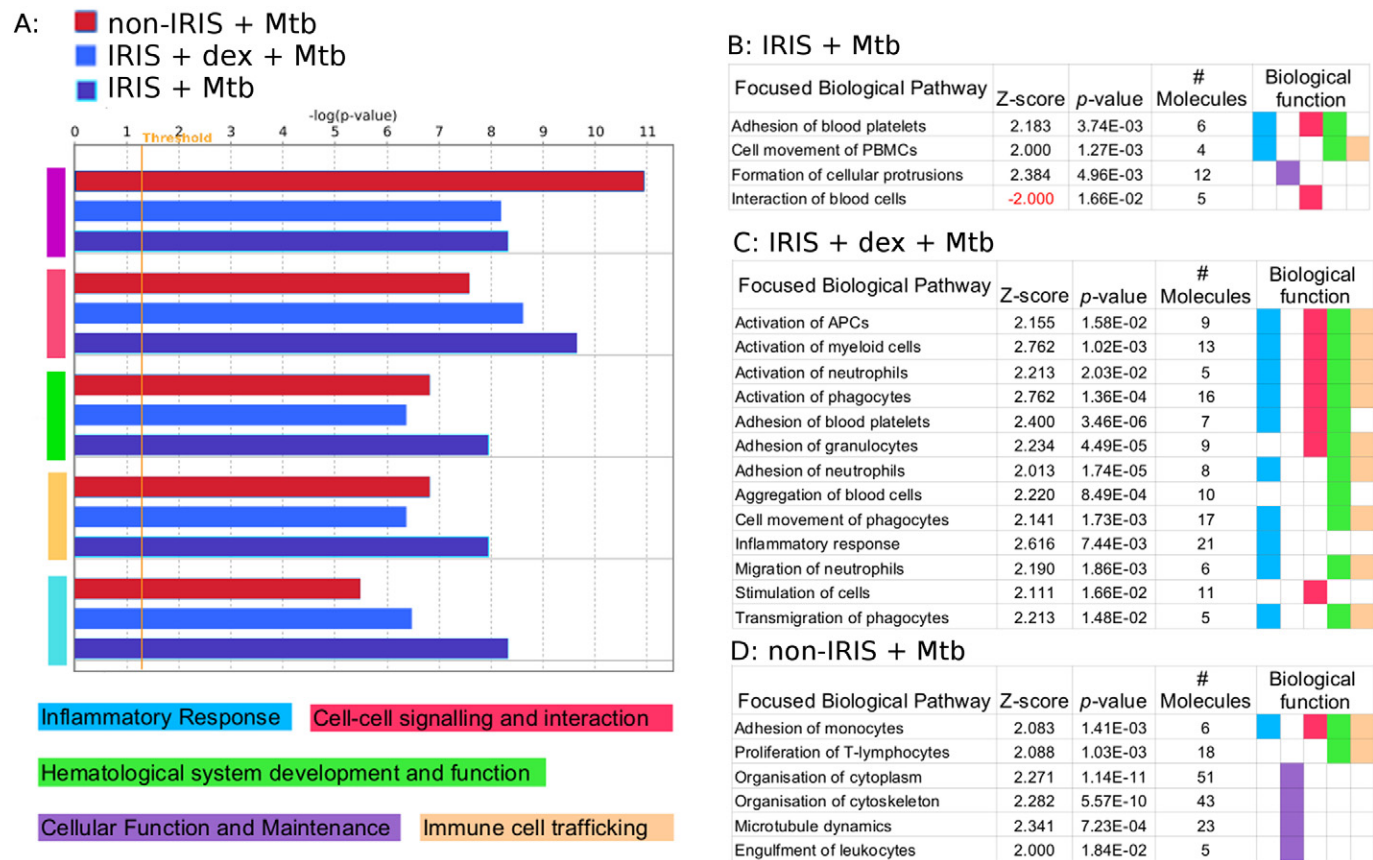 A:
non-IRIS + Mtb
IRIS + dex + Mtb
IRIS + Mtb
-log(p-value)
0 1 2 3 4 5 6 7 8 9 10 11
Threshold
Inflammatory Response
Cell-cell signalling and interaction
Hematological system development and function
Cellular Function and Maintenance
Immune cell trafficking
B: IRIS + Mtb
Focused Biological Pathway Z-score p-value # Molecules Biological function
Adhesion of blood platelets 2.183 3.74E-03 6
Cell movement of PBMCs 2.000 1.27E-03 4
Formation of cellular protrusions 2.384 4.96E-03 12
Interaction of blood cells -2.000 1.66E-02 5
C: IRIS + dex + Mtb
Focused Biological Pathway Z-score p-value # Molecules Biological function
Activation of APCs 2.155 1.58E-02 9
Activation of myeloid cells 2.762 1.02E-03 13
Activation of neutrophils 2.213 2.03E-02 5
Activation of phagocytes 2.762 1.36E-04 16
Adhesion of blood platelets 2.400 3.46E-06 7
Adhesion of granulocytes 2.234 4.49E-05 9
Adhesion of neutrophils 2.013 1.74E-05 8
Aggregation of blood cells 2.220 8.49E-04 10
Cell movement of phagocytes 2.141 1.73E-03 17
Inflammatory response 2.616 7.44E-03 21
Migration of neutrophils 2.190 1.86E-03 6
Stimulation of cells 2.111 1.66E-02 11
Transmigration of phagocytes 2.213 1.48E-02 5
D: non-IRIS + Mtb
Focused Biological Pathway Z-score p-value # Molecules Biological function
Adhesion of monocytes 2.083 1.41E-03 6
Proliferation of T-lymphocytes 2.088 1.03E-03 18
Organisation of cytoplasm 2.271 1.14E-11 51
Organisation of cytoskeleton 2.282 5.57E-10 43
Microtubule dynamics 2.341 7.23E-04 23
Engulfment of leukocytes 2.000 1.84E-02 5